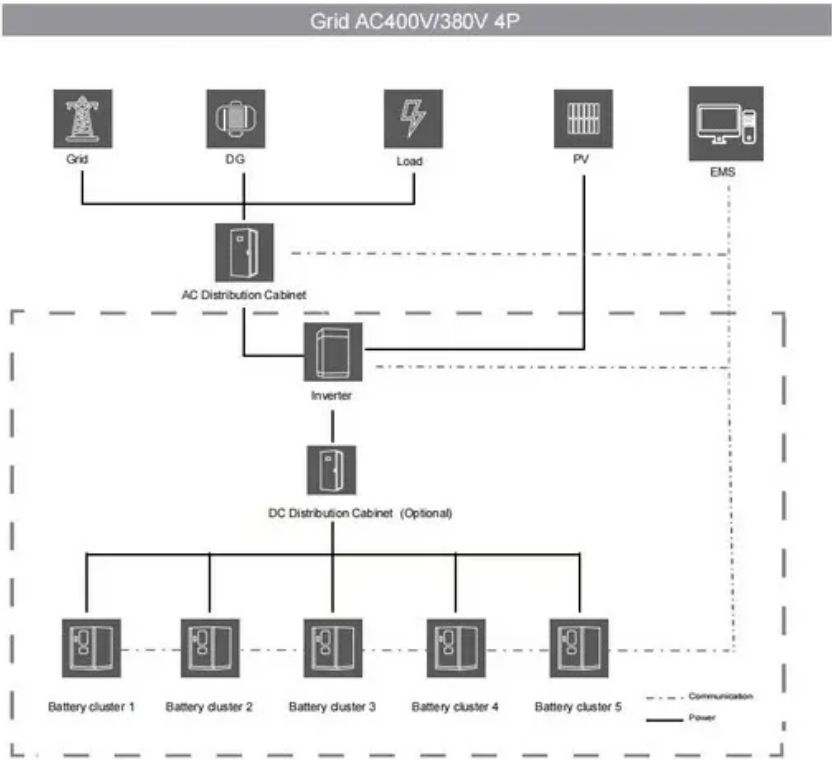 Grid AC400V/380V 4P
Grid
DG
Load
PV
EMS
AC Distribution Cabinet
Inverter
DC Distribution Cabinet (Optional)
Battery cluster 1
Battery cluster 2
Battery cluster 3
Battery cluster 4
Battery cluster 5
Communication
Power